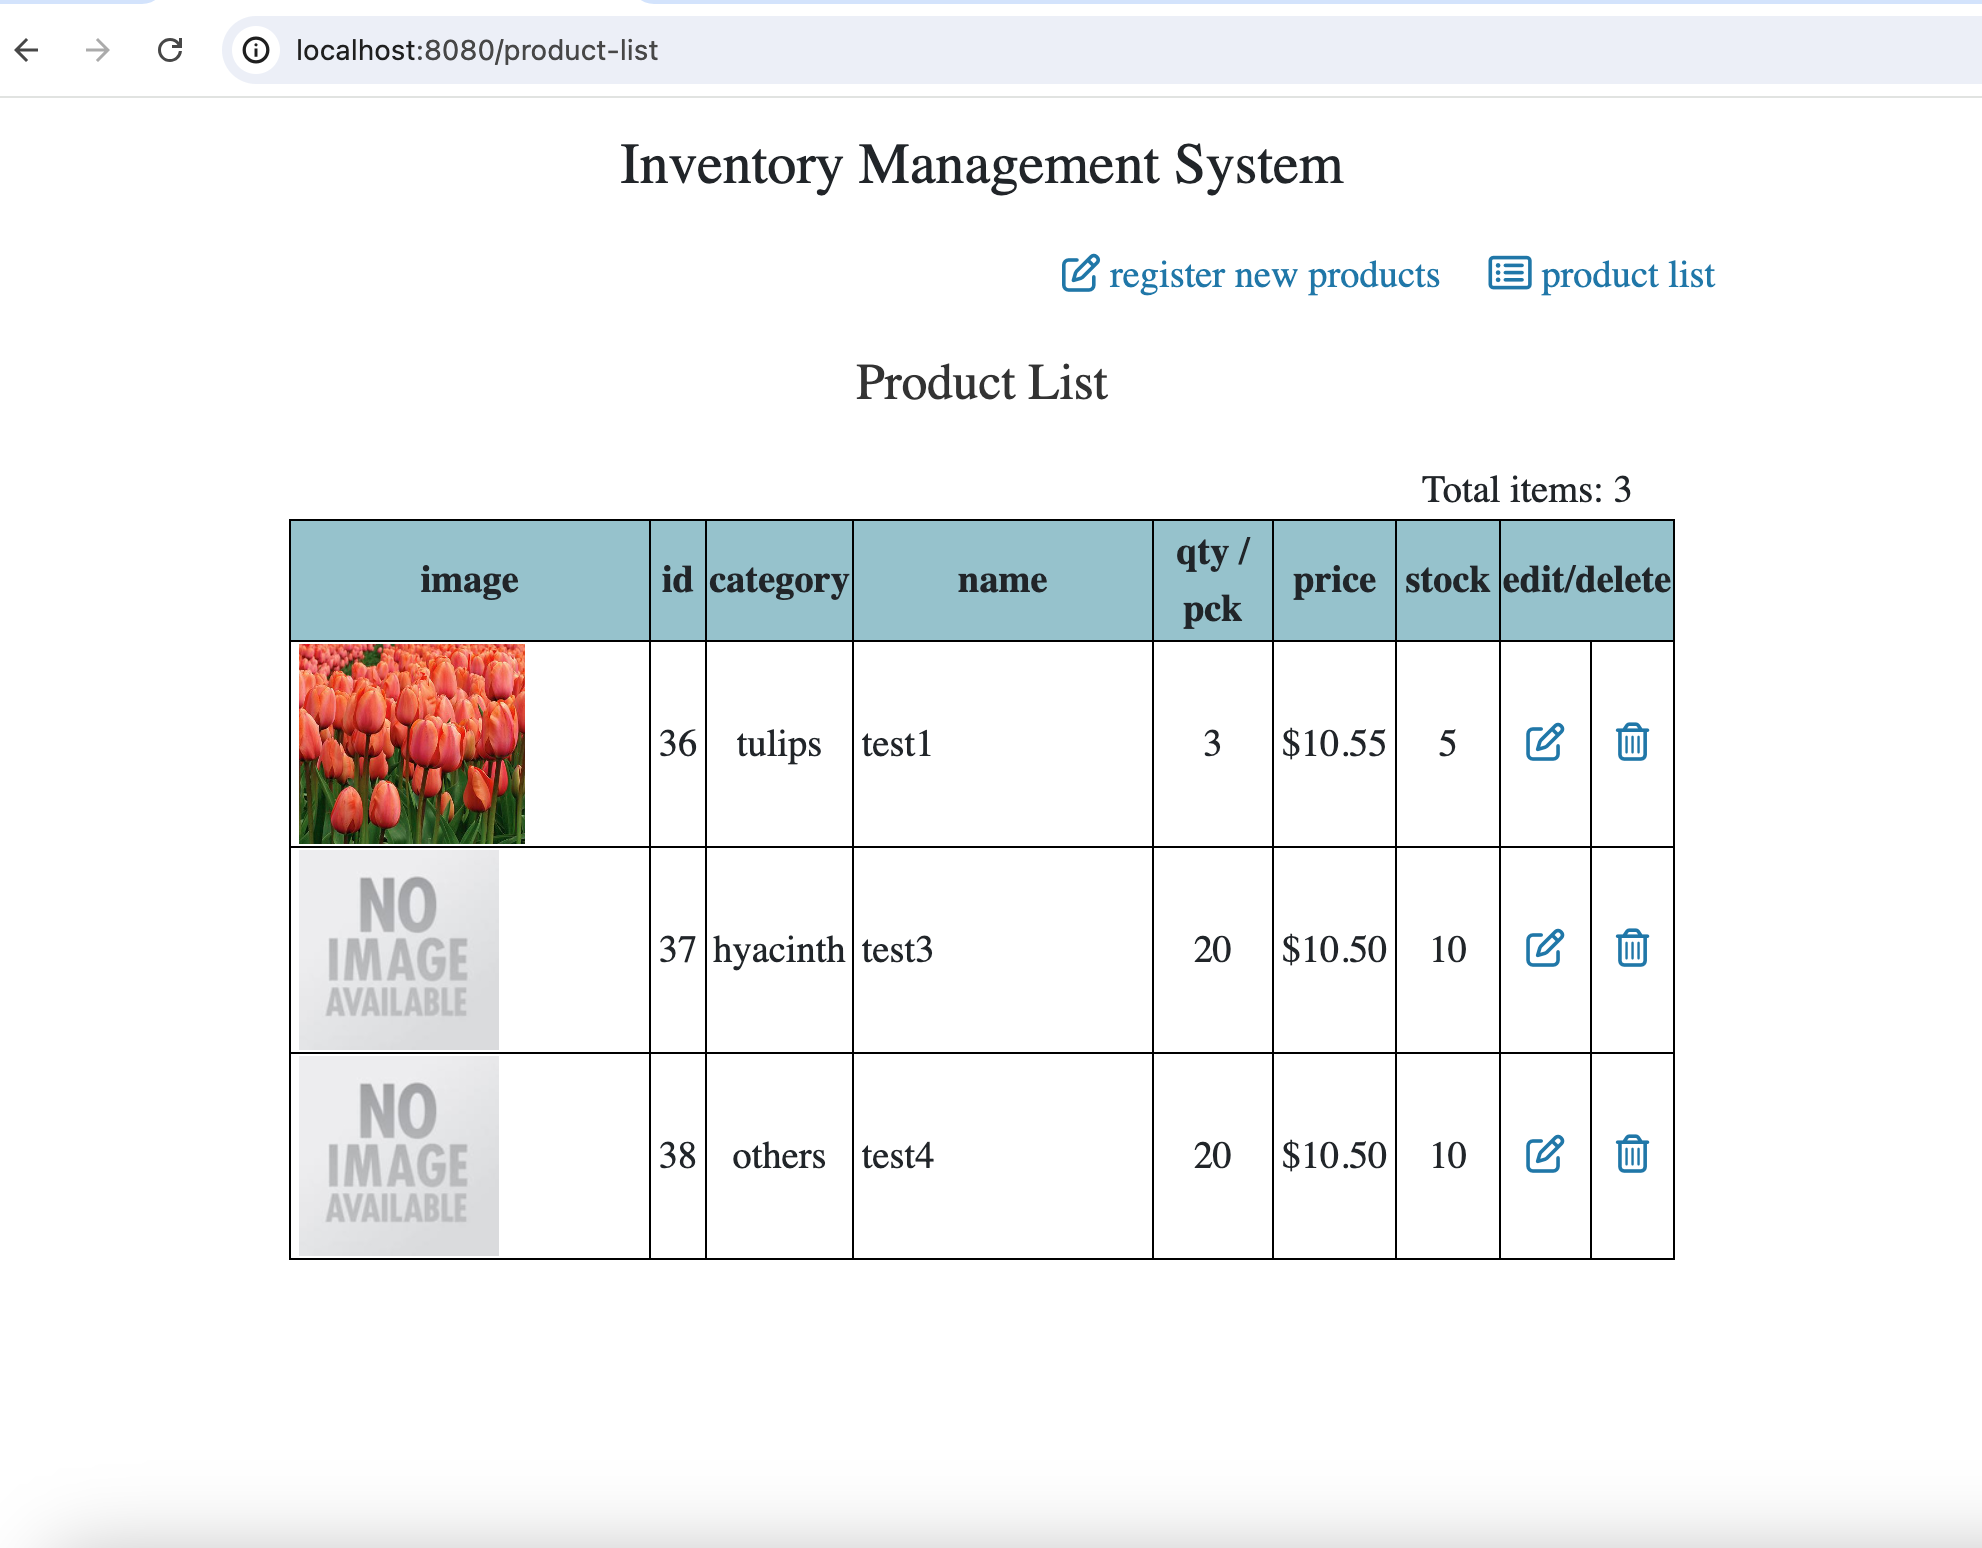 localhost:8080/product-list
Inventory Management System
register new products product list
Product List
Total items: 3
image id category name qty / pck price stock edit/delete
36 tulips test1 3 $10.55 5
NO
IMAGE
AVAILABLE
37 hyacinth test3 20 $10.50 10
NO
IMAGE
AVAILABLE
38 others test4 20 $10.50 10